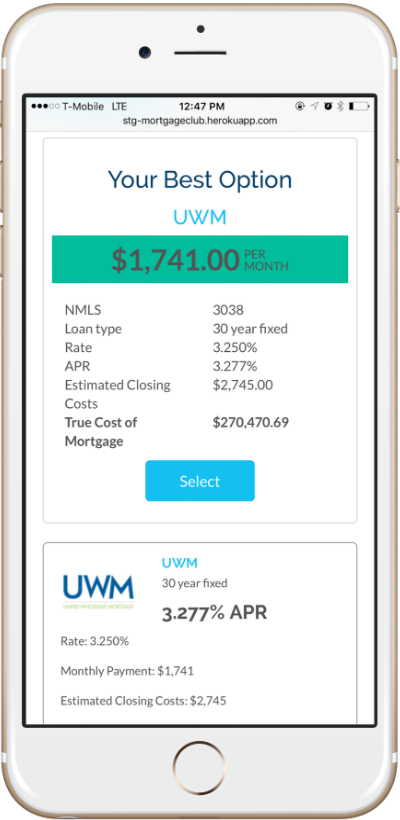 T-Mobile LTE 12:47 PM
stg-mortgageclub.herokuapp.com
Your Best Option
UWM
$1,741.00 PER
MONTH
NMLS 3038
Loan type 30 year fixed
Rate 3.250%
APR 3.277%
Estimated Closing $2,745.00
Costs
True Cost of $270,470.69
Mortgage
Select
UWM
30 year fixed
UWM
UNITED WHOLESALE MORTGAGE
3.277% APR
Rate: 3.250%
Monthly Payment: $1,741
Estimated Closing Costs: $2,745